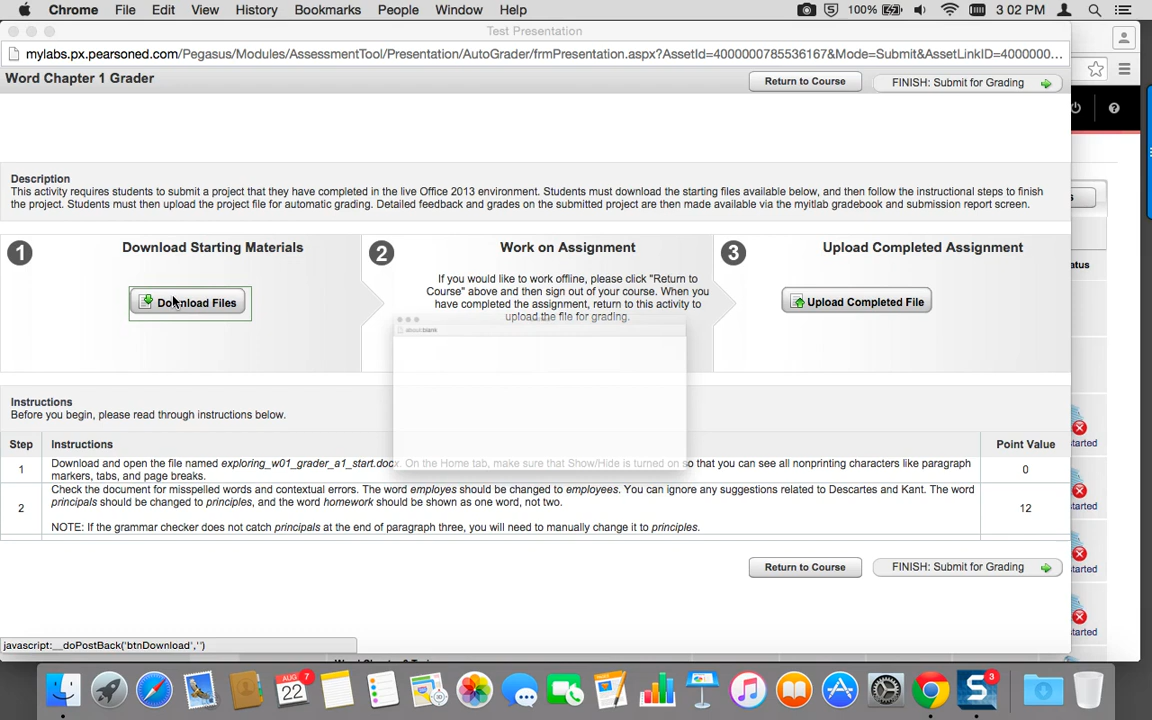 Chrome File Edit View History Bookmarks People Window Help 5 100% 3:02 PM
Test Presentation
mylabs.px.pearsoned.com/Pegasus/Modules/AssessmentTool/Presentation/AutoGrader/frmPresentation.aspx?AssetId=4000000785536167&Mode=Submit&AssetLinkID=4000000...
Word Chapter 1 Grader
Return to Course
FINISH: Submit for Grading
Description
This activity requires students to submit a project that they have completed in the live Office 2013 environment. Students must download the starting files available below, and then follow the instructional steps to finish
the project. Students must then upload the project file for automatic grading. Detailed feedback and grades on the submitted project are then made available via the myitlab gradebook and submission report screen.
s
atus
1 Download Starting Materials
Download Files
2 Work on Assignment
If you would like to work offline, please click "Return to
Course" above and then sign out of your course. When you
have completed the assignment, return to this activity to
upload the file for grading.
about:blank
3 Upload Completed Assignment
Upload Completed File
Instructions
Before you begin, please read through instructions below.
Step Instructions Point Value
1 Download and open the file named exploring_w01_grader_a1_start.docx. On the Home tab, make sure that Show/Hide is turned on so that you can see all nonprinting characters like paragraph
markers, tabs, and page breaks. 0
2 Check the document for misspelled words and contextual errors. The word employes should be changed to employees. You can ignore any suggestions related to Descartes and Kant. The word
principals should be changed to principles, and the word homework should be shown as one word, not two. 12
NOTE: If the grammar checker does not catch principals at the end of paragraph three, you will need to manually change it to principles.
tarted
tarted
tarted
tarted
Return to Course
FINISH: Submit for Grading
javascript:__doPostBack('btnDownload','')
AUG
22
7
3